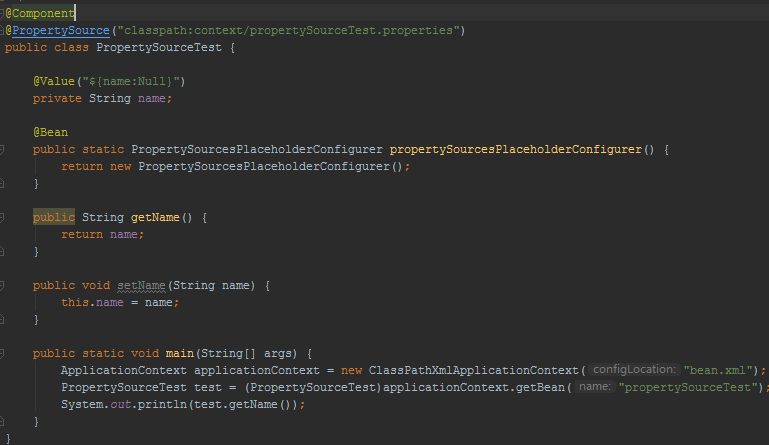 @Component
@PropertySource("classpath:context/propertySourceTest.properties")
public class PropertySourceTest {
@Value("${name:Null}")
private String name;
@Bean
public static PropertySourcesPlaceholderConfigurer propertySourcesPlaceholderConfigurer() {
return new PropertySourcesPlaceholderConfigurer();
}
public String getName() {
return name;
}
public void setName(String name) {
this.name = name;
}
public static void main(String[] args) {
ApplicationContext applicationContext = new ClassPathXmlApplicationContext( configLocation: "bean.xml");
PropertySourceTest test = (PropertySourceTest)applicationContext.getBean( name: "propertySourceTest");
System.out.println(test.getName());
}
}